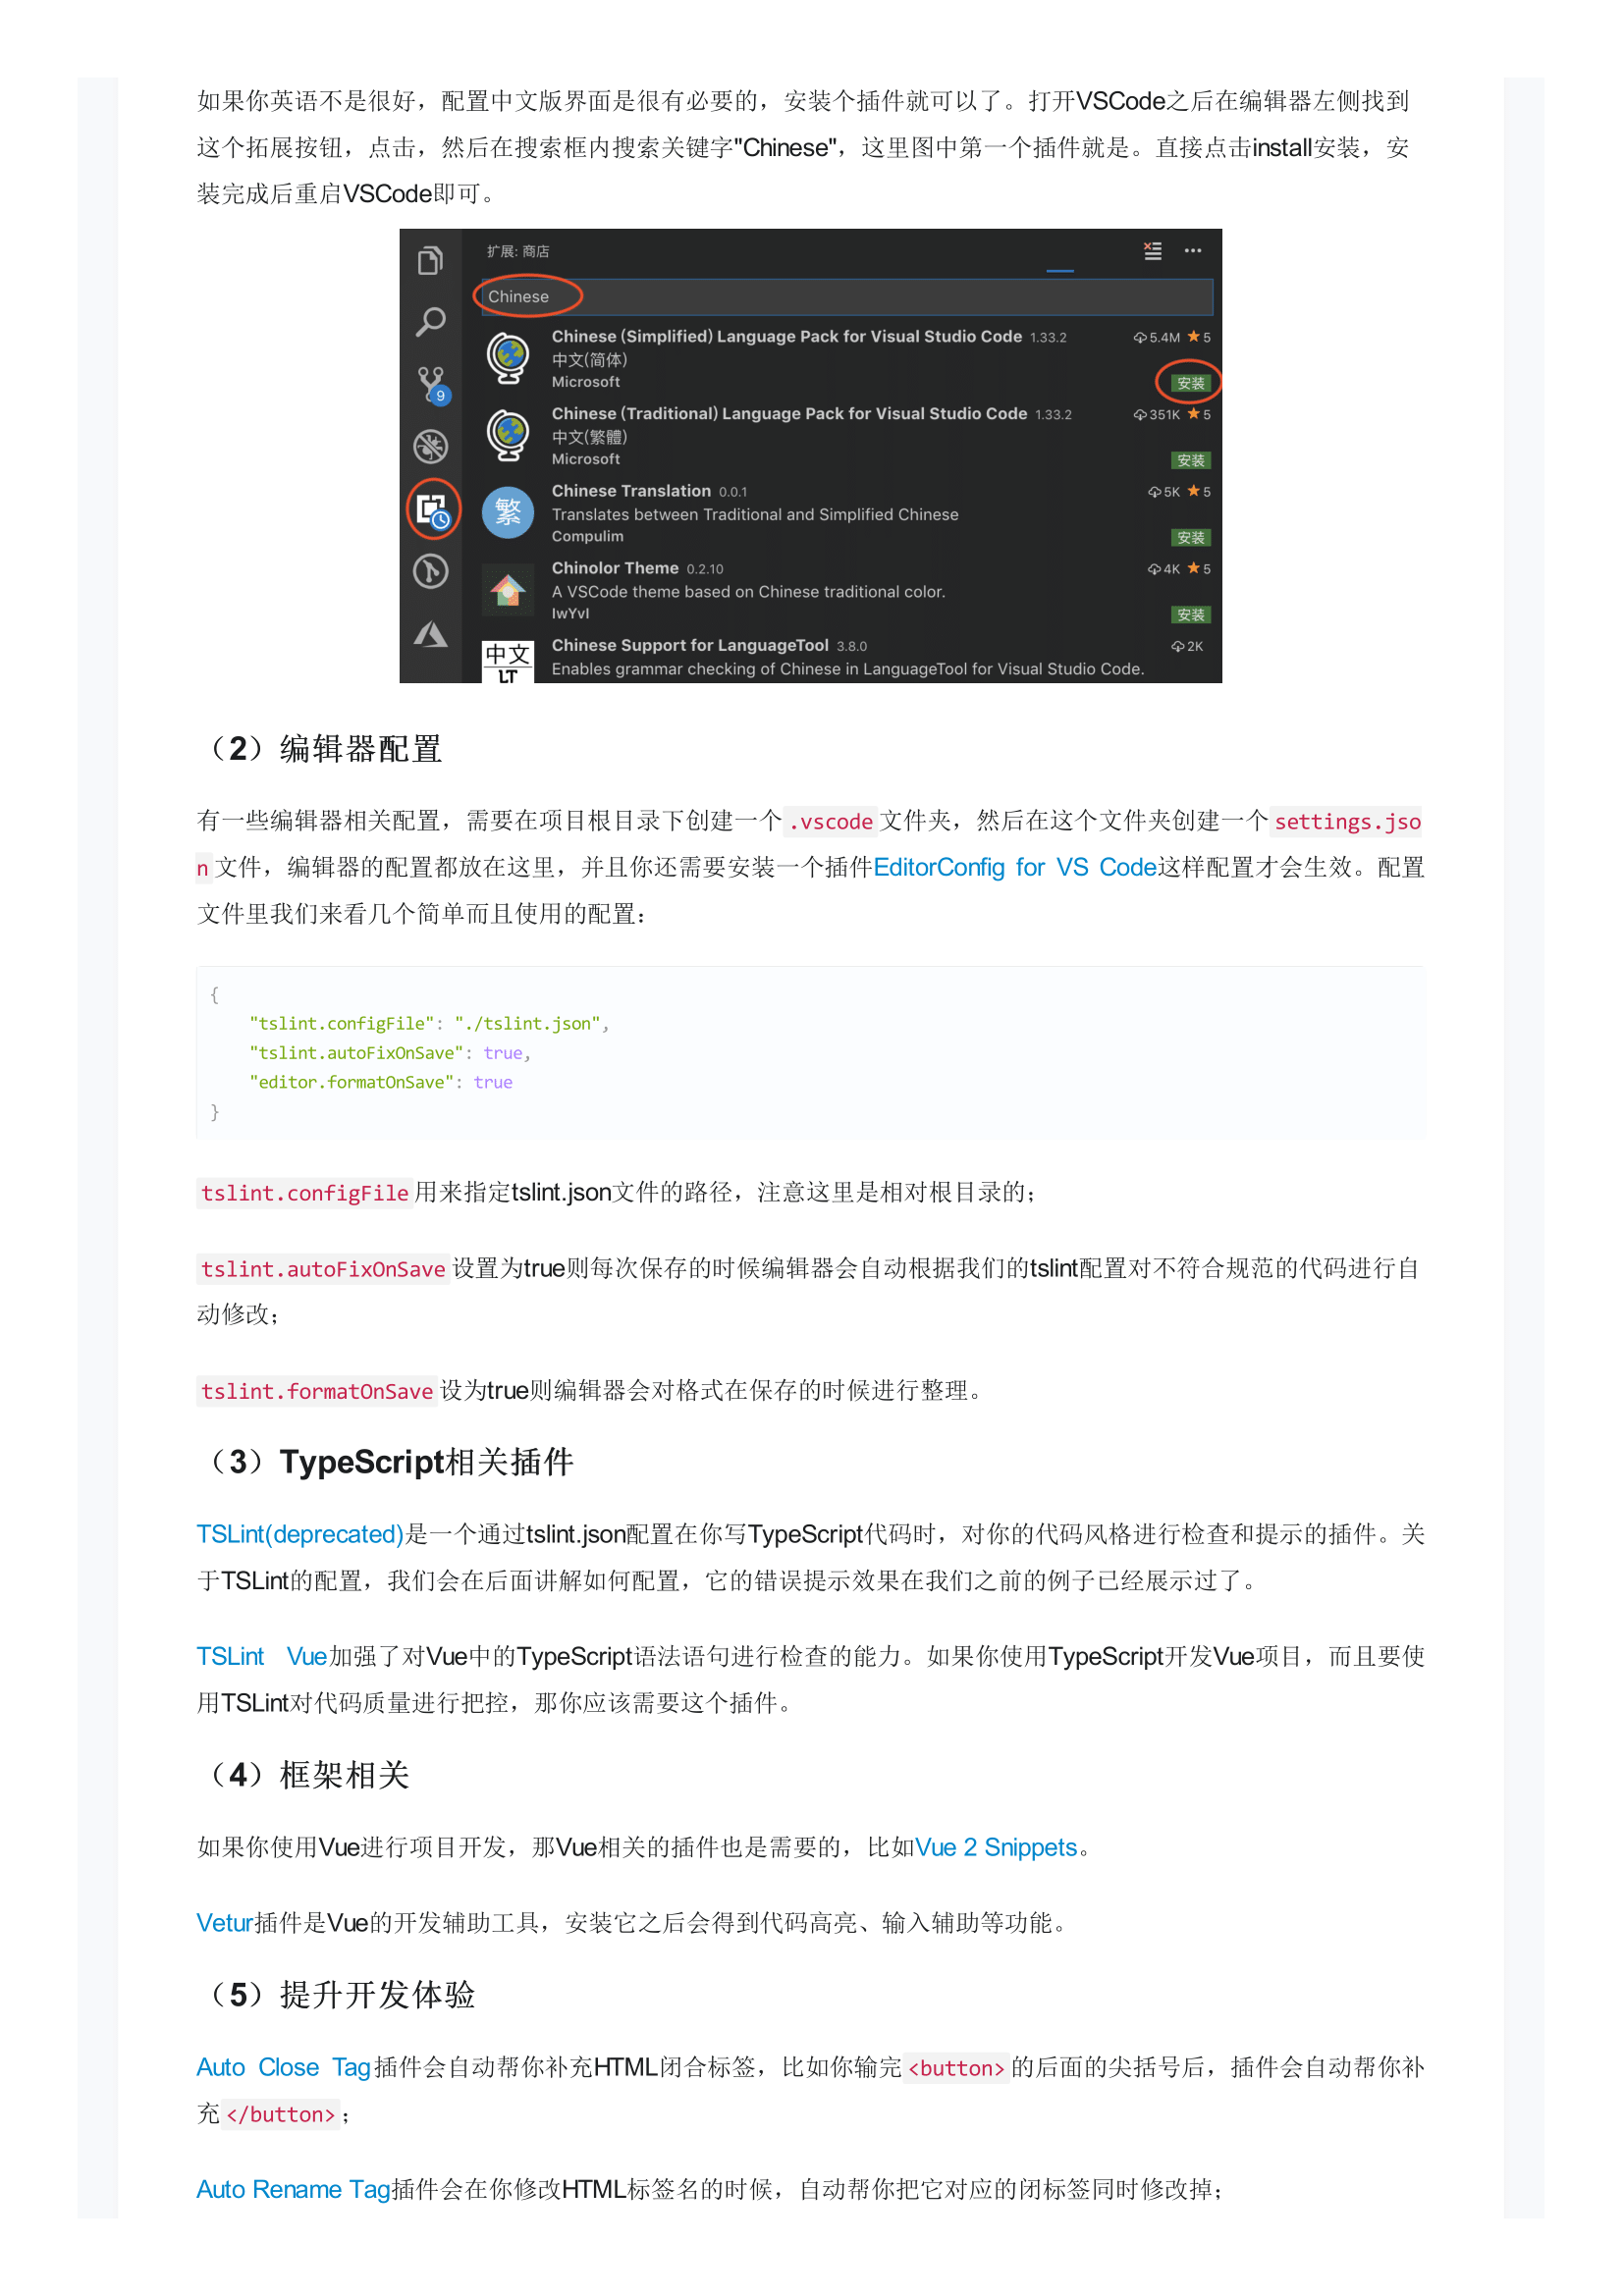 如果你英语不是很好，配置中文版界面是很有必要的，安装个插件就可以了。打开VSCode之后在编辑器左侧找到
这个拓展按钮，点击，然后在搜索框内搜索关键字"Chinese"，这里图中第一个插件就是。直接点击install安装，安
装完成后重启VSCode即可。
扩展: 商店
Chinese
Chinese (Simplified) Language Pack for Visual Studio Code 1.33.2 5.4M 5
中文(简体)
Microsoft 安装
9
Chinese (Traditional) Language Pack for Visual Studio Code 1.33.2 351K 5
中文(繁體)
Microsoft 安装
Chinese Translation 0.0.1 5K 5
繁 Translates between Traditional and Simplified Chinese
Compulim 安装
Chinolor Theme 0.2.10 4K 5
A VSCode theme based on Chinese traditional color.
lwYvl 安装
Chinese Support for LanguageTool 3.8.0 2K
中文
LT Enables grammar checking of Chinese in LanguageTool for Visual Studio Code.
（2）编辑器配置
有一些编辑器相关配置，需要在项目根目录下创建一个.vscode文件夹，然后在这个文件夹创建一个settings.jso
n文件，编辑器的配置都放在这里，并且你还需要安装一个插件EditorConfig for VS Code这样配置才会生效。配置
文件里我们来看几个简单而且使用的配置：
{
    "tslint.configFile": "./tslint.json",
    "tslint.autoFixOnSave": true,
    "editor.formatOnSave": true
}
tslint.configFile用来指定tslint.json文件的路径，注意这里是相对根目录的；
tslint.autoFixOnSave设置为true则每次保存的时候编辑器会自动根据我们的tslint配置对不符合规范的代码进行自
动修改；
tslint.formatOnSave设为true则编辑器会对格式在保存的时候进行整理。
（3）TypeScript相关插件
TSLint(deprecated)是一个通过tslint.json配置在你写TypeScript代码时，对你的代码风格进行检查和提示的插件。关
于TSLint的配置，我们会在后面讲解如何配置，它的错误提示效果在我们之前的例子已经展示过了。
TSLint Vue加强了对Vue中的TypeScript语法语句进行检查的能力。如果你使用TypeScript开发Vue项目，而且要使
用TSLint对代码质量进行把控，那你应该需要这个插件。
（4）框架相关
如果你使用Vue进行项目开发，那Vue相关的插件也是需要的，比如Vue 2 Snippets。
Vetur插件是Vue的开发辅助工具，安装它之后会得到代码高亮、输入辅助等功能。
（5）提升开发体验
Auto Close Tag插件会自动帮你补充HTML闭合标签，比如你输完<button>的后面的尖括号后，插件会自动帮你补
充</button>；
Auto Rename Tag插件会在你修改HTML标签名的时候，自动帮你把它对应的闭标签同时修改掉；